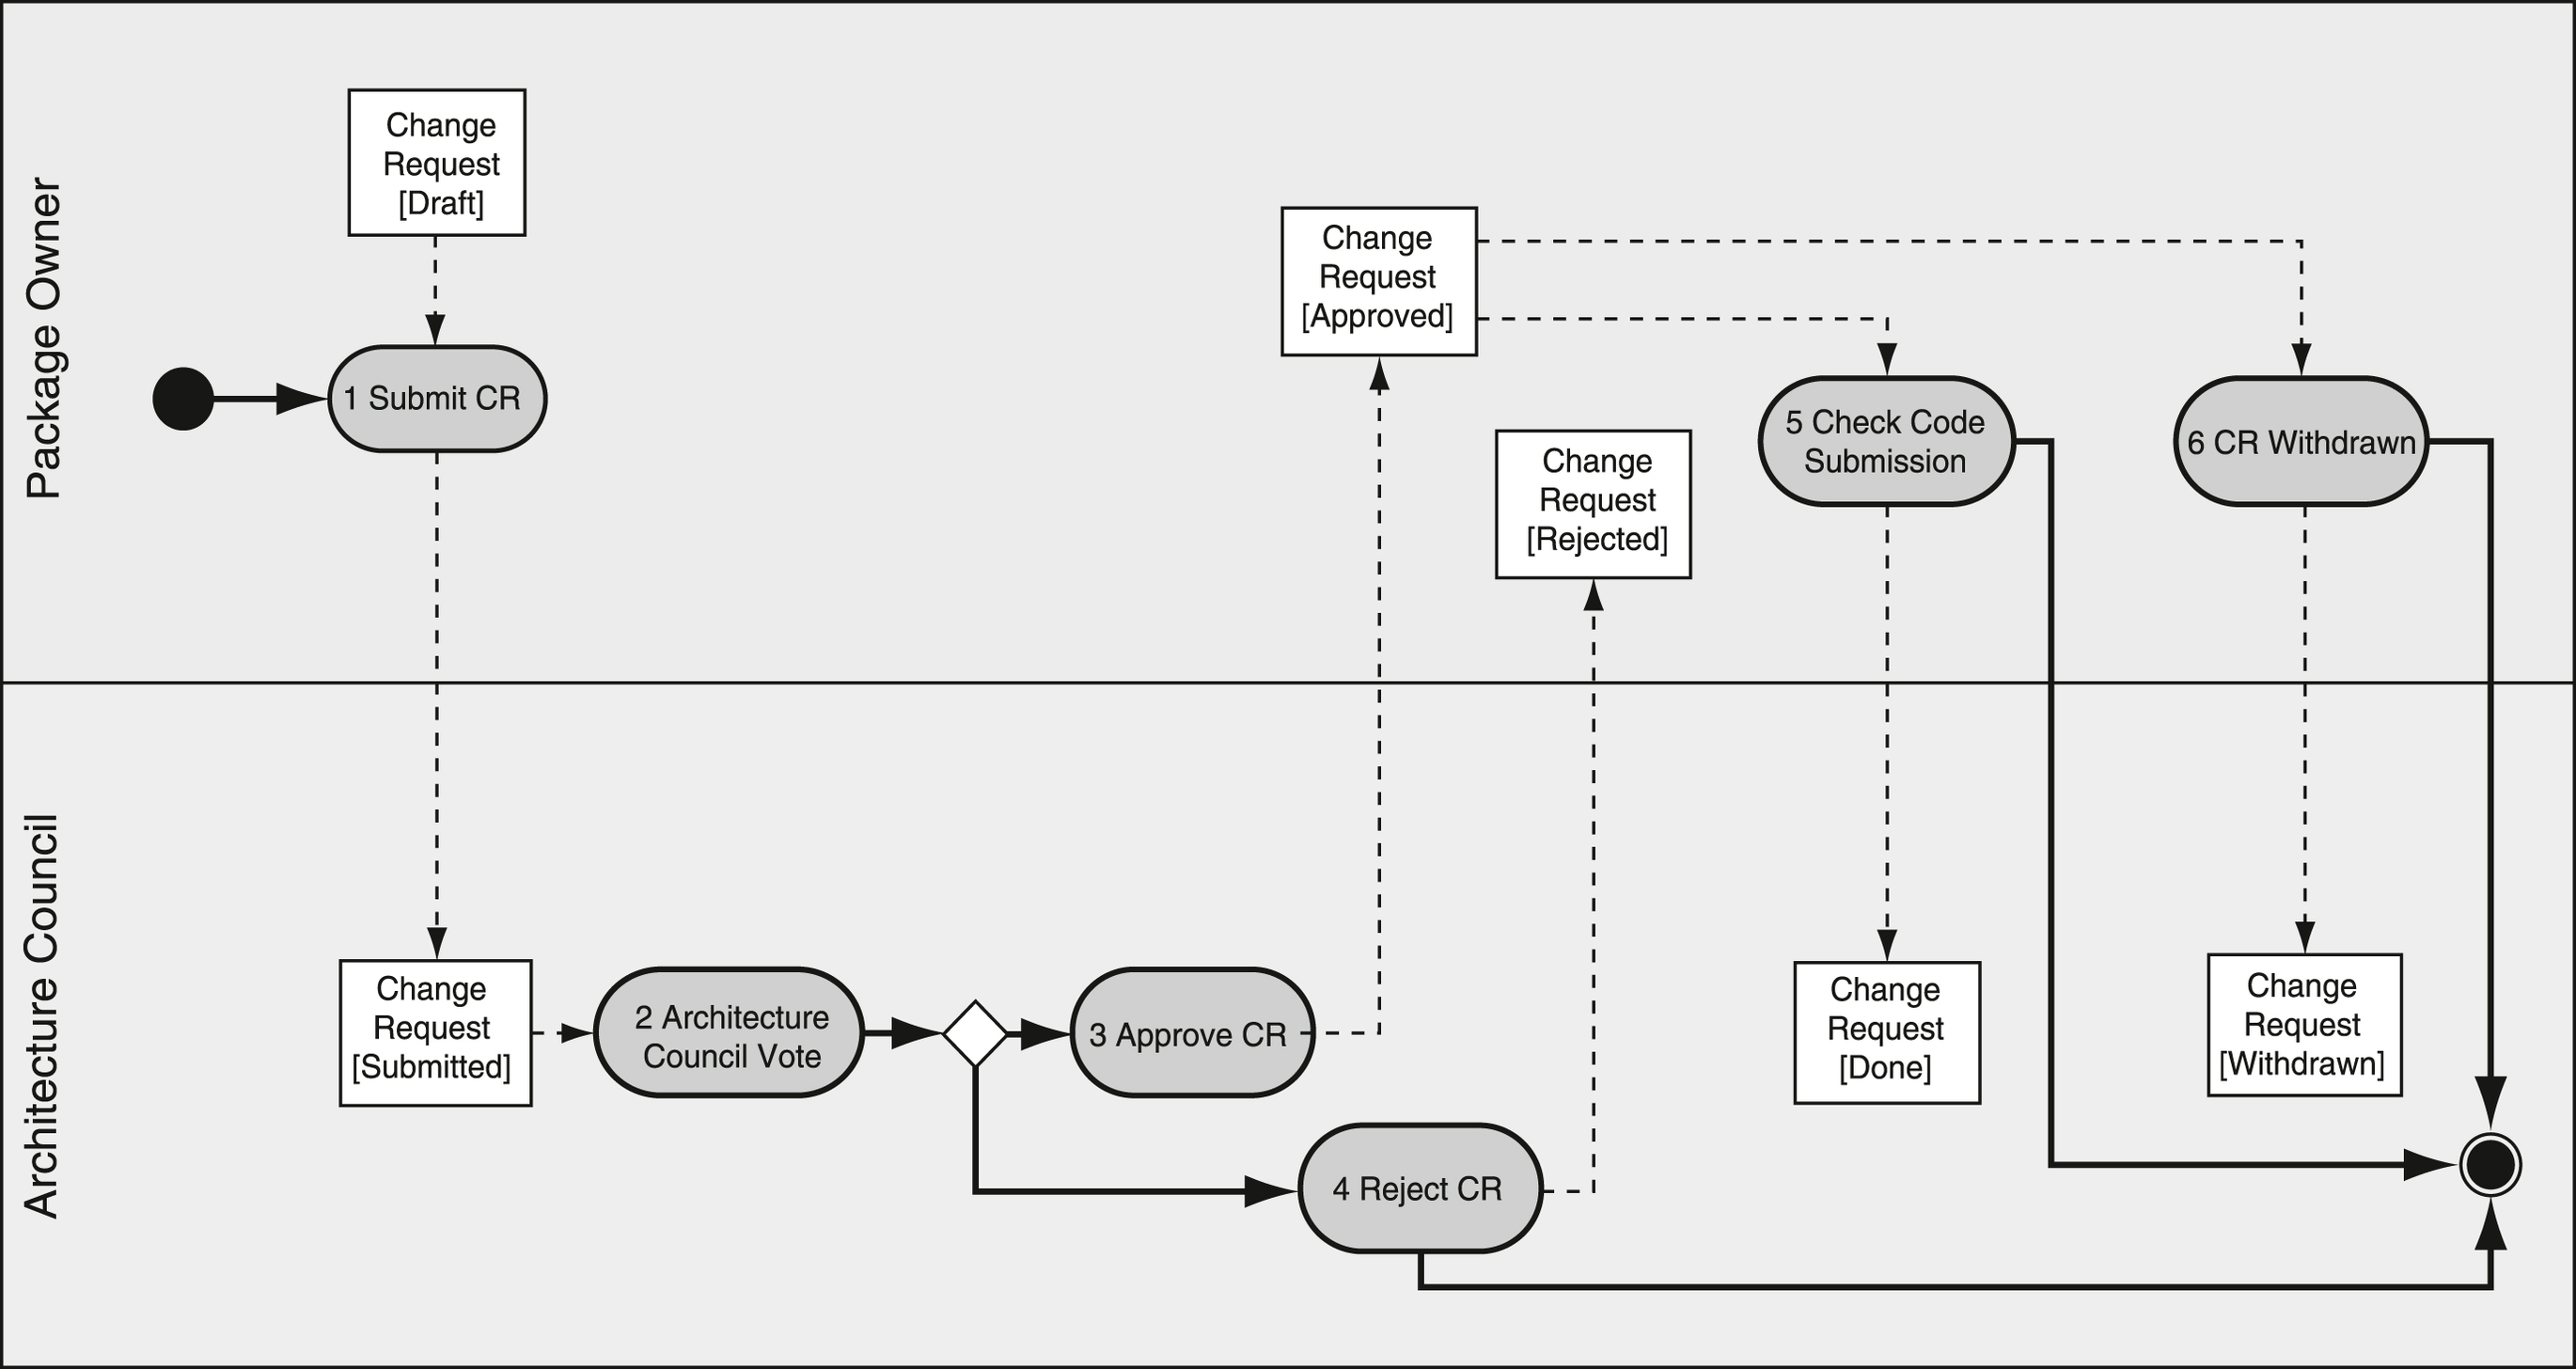 Package Owner
Change
Request
[Draft]
1 Submit CR
Change
Request
[Approved]
Change
Request
[Rejected]
5 Check Code
Submission
6 CR Withdrawn
Architecture Council
Change
Request
[Submitted]
2 Architecture
Council Vote
3 Approve CR
4 Reject CR
Change
Request
[Done]
Change
Request
[Withdrawn]